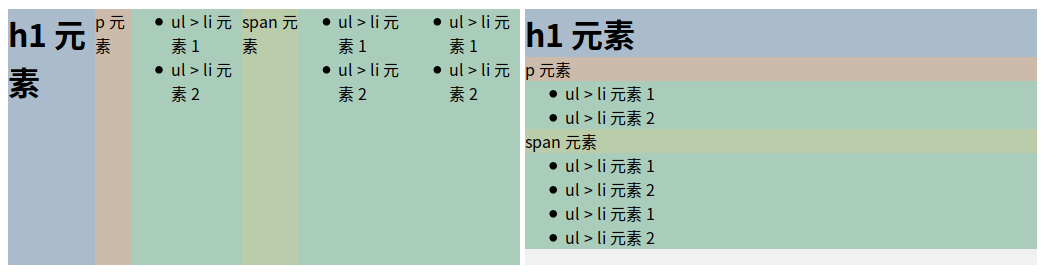 h1 元
素
p 元
素
ul > li 元
素 1
ul > li 元
素 2
span 元
素
ul > li 元
素 1
ul > li 元
素 2
ul > li 元
素 1
ul > li 元
素 2
h1 元素
p 元素
ul > li 元素 1
ul > li 元素 2
span 元素
ul > li 元素 1
ul > li 元素 2
ul > li 元素 1
ul > li 元素 2